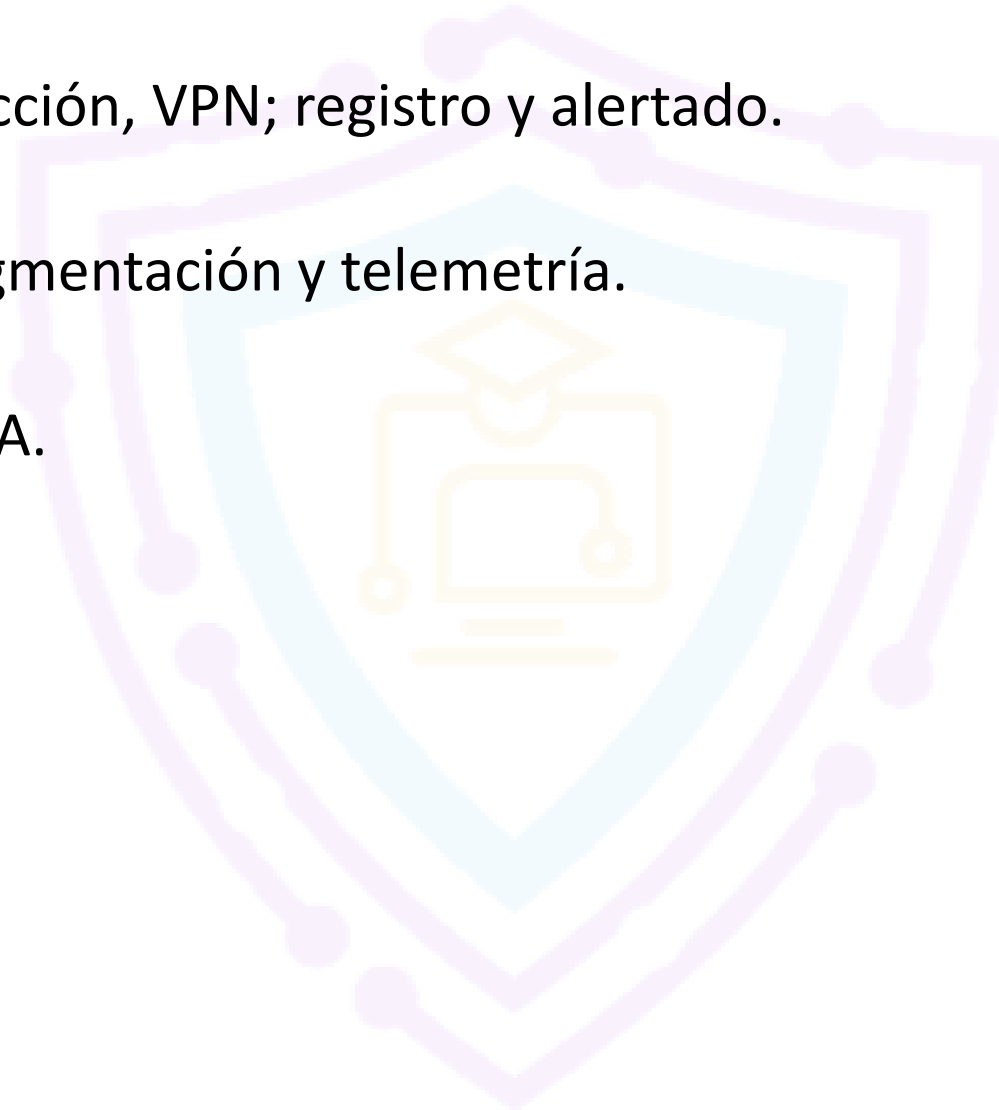 cción, VPN; registro y alertado.
gmentación y telemetría.
A.